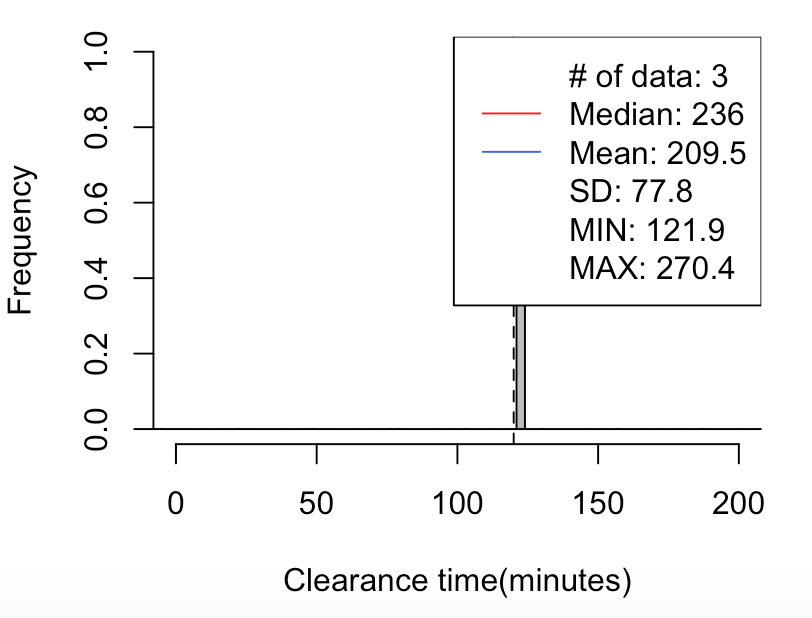 Frequency
1.0
0.8
0.6
0.4
0.2
0.0
# of data: 3
Median: 236
Mean: 209.5
SD: 77.8
MIN: 121.9
MAX: 270.4
0 50 100 150 200
Clearance time(minutes)